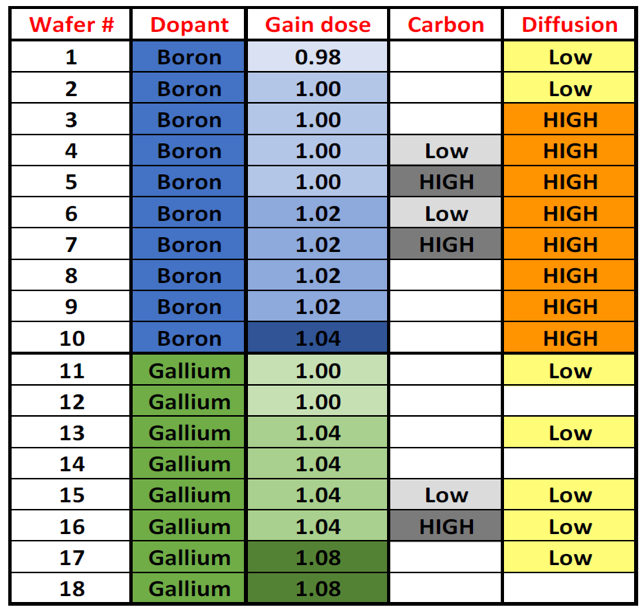 Wafer # Dopant Gain dose Carbon Diffusion
1 Boron 0.98 Low
2 Boron 1.00 Low
3 Boron 1.00 HIGH
4 Boron 1.00 Low HIGH
5 Boron 1.00 HIGH HIGH
6 Boron 1.02 Low HIGH
7 Boron 1.02 HIGH HIGH
8 Boron 1.02 HIGH
9 Boron 1.02 HIGH
10 Boron 1.04 HIGH
11 Gallium 1.00 Low
12 Gallium 1.00
13 Gallium 1.04 Low
14 Gallium 1.04
15 Gallium 1.04 Low Low
16 Gallium 1.04 HIGH Low
17 Gallium 1.08 Low
18 Gallium 1.08